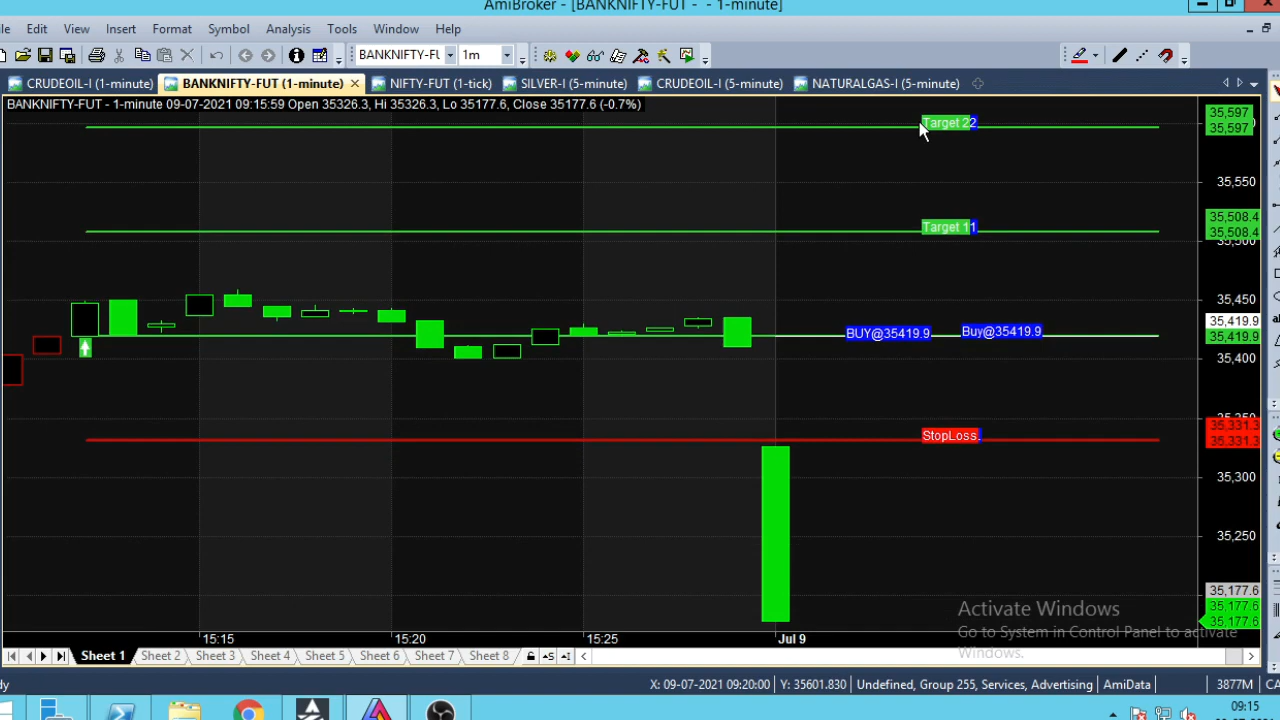 AmiBroker - [BANKNIFTY-FUT - - 1-minute]
Edit View Insert Format Symbol Analysis Tools Window Help
BANKNIFTY-FL 1m
CRUDEOIL-I (1-minute) BANKNIFTY-FUT (1-minute) NIFTY-FUT (1-tick) SILVER-I (5-minute) CRUDEOIL-I (5-minute) NATURALGAS-I (5-minute)
BANKNIFTY-FUT - 1-minute 09-07-2021 09:15:59 Open 35326.3, Hi 35326.3, Lo 35177.6, Close 35177.6 (-0.7%)
35,597
Target 22
35,597
35,550
35,508.4
Target 11
35,508.4
35,500
35,450
35,419.9
BUY@35419.9 Buy@35419.9
35,419.9
35,400
35,350
35,331.3
StopLoss.
35,331.3
35,300
35,250
35,177.6
35,177.6
35,177.6
Activate Windows
Go to System in Control Panel to activate
Windows.
15:15 15:20 15:25 Jul 9
Sheet 1 Sheet 2 Sheet 3 Sheet 4 Sheet 5 Sheet 6 Sheet 7 Sheet 8
X: 09-07-2021 09:20:00 Y: 35601.830 Undefined, Group 255, Services, Advertising AmiData 3877M
09:15